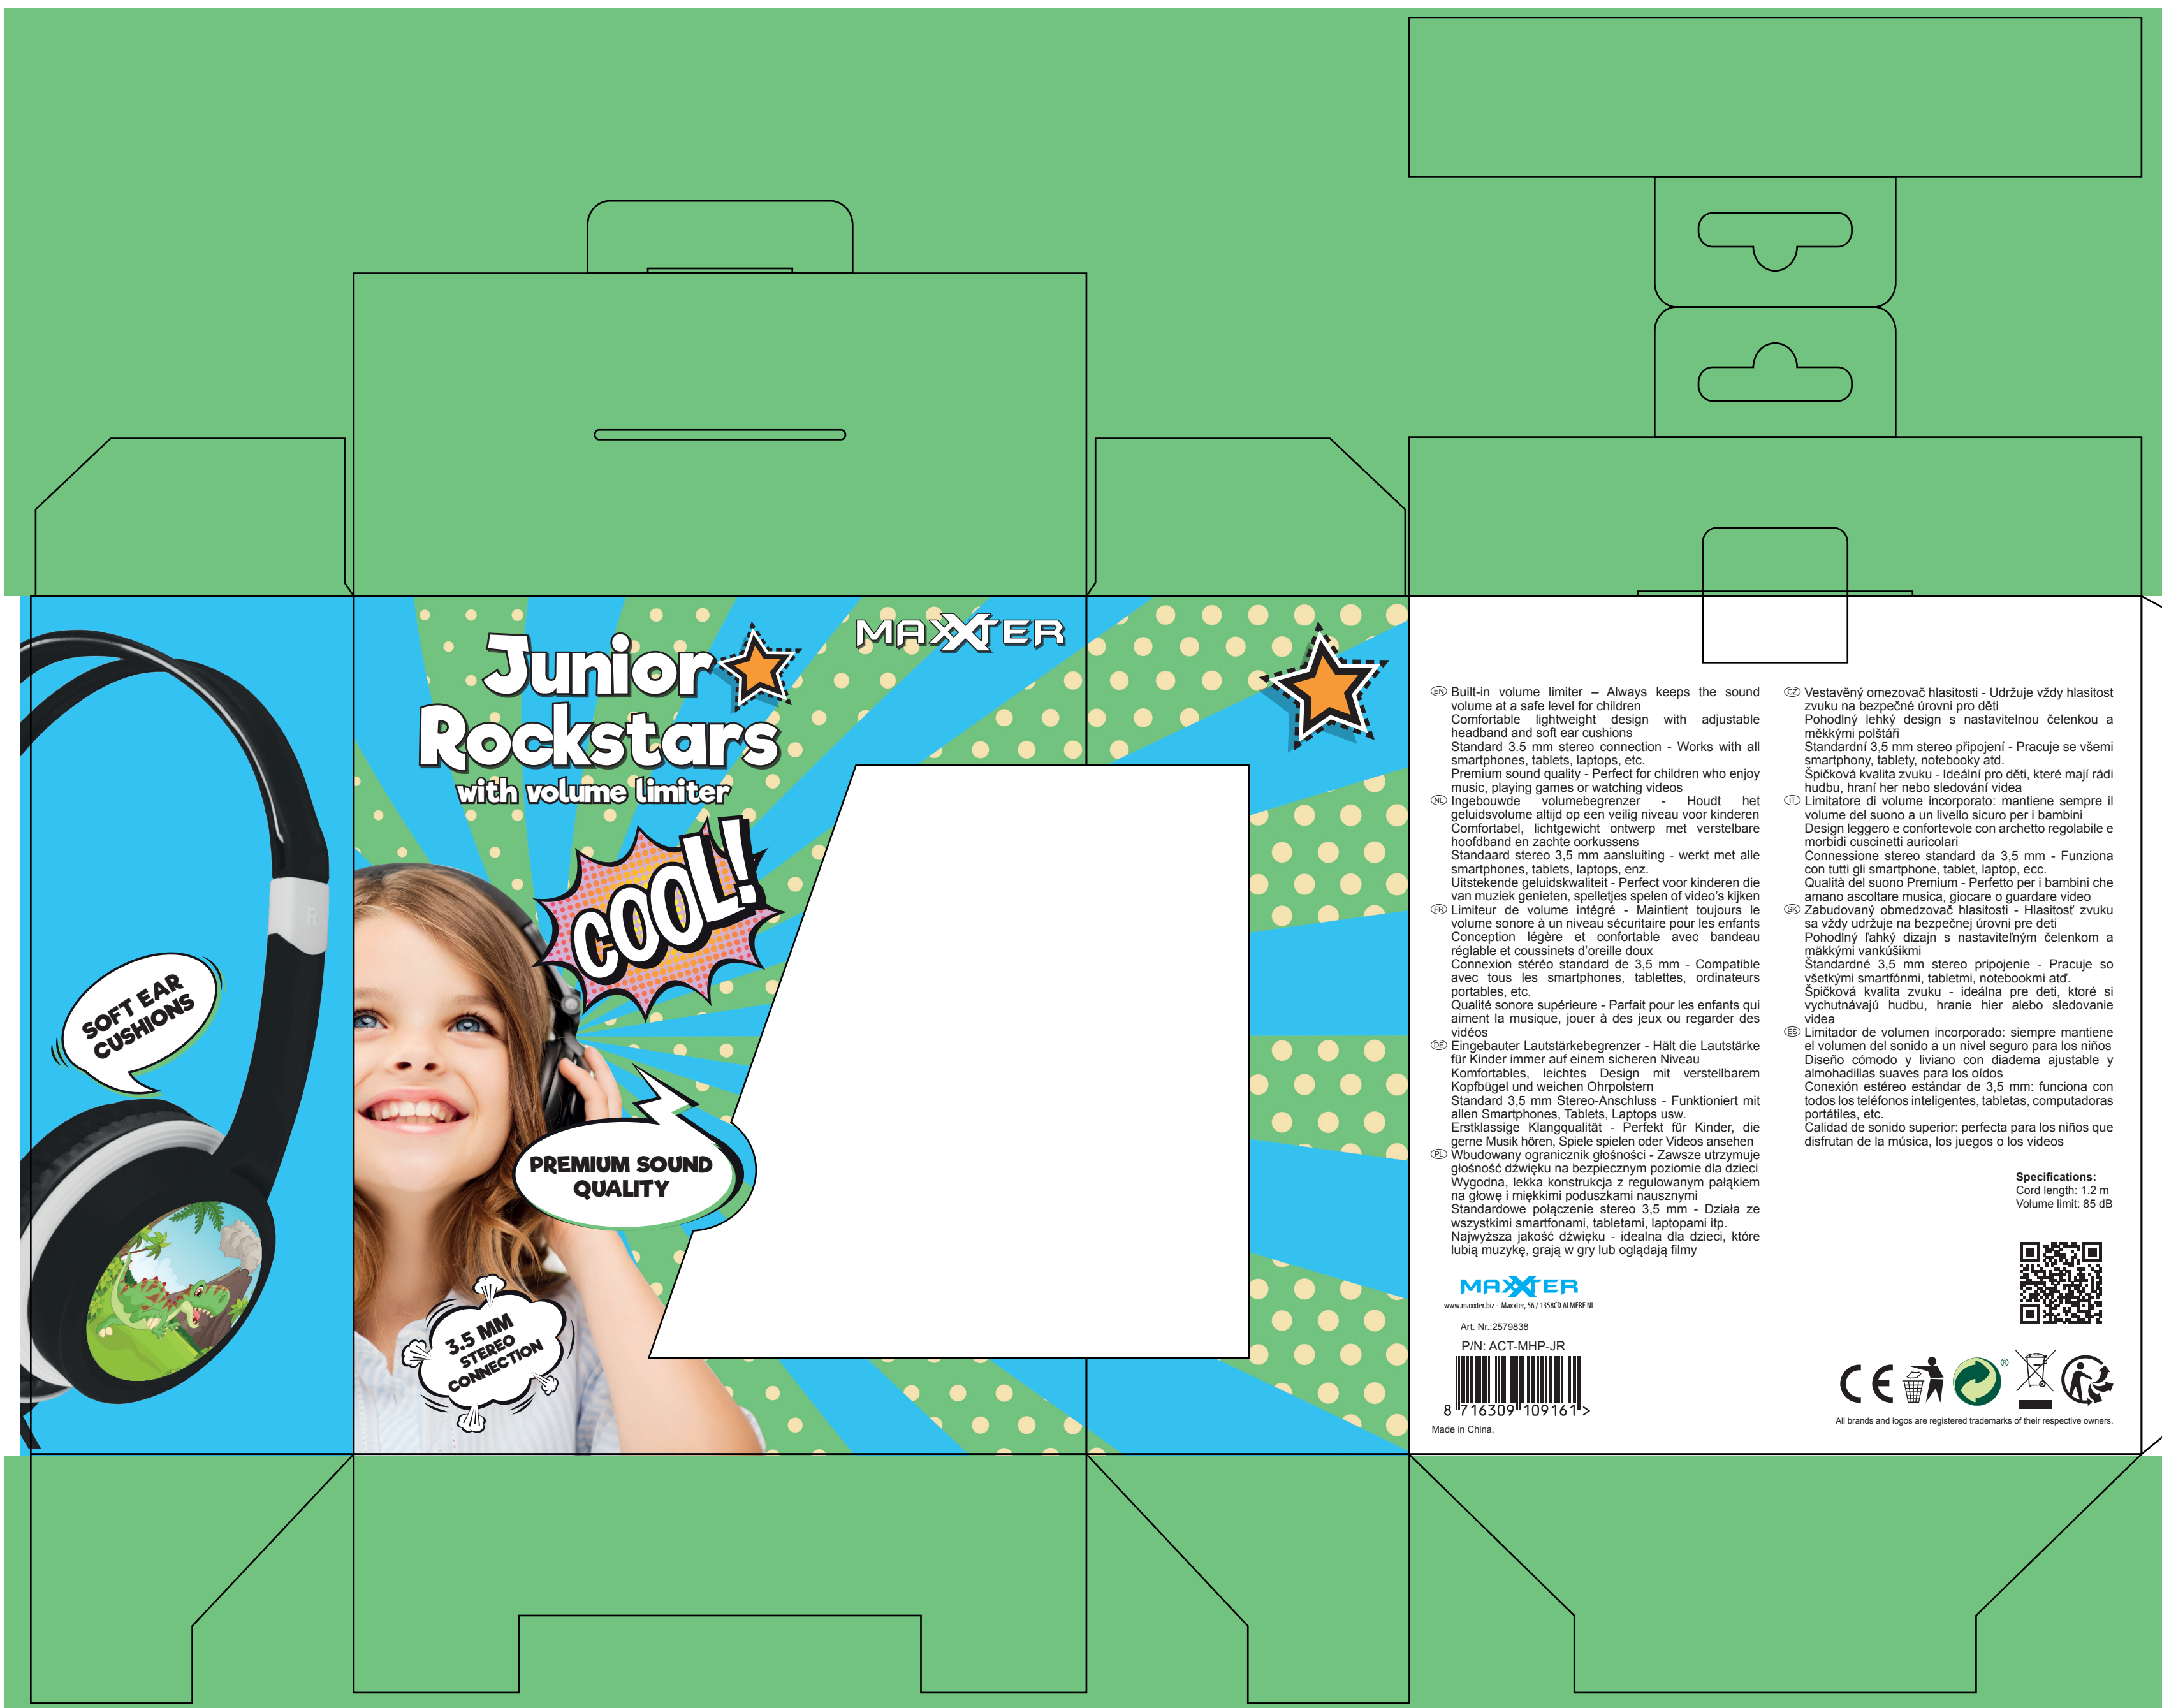 R
SOFT EAR
CUSHIONS
Junior
Rockstars
with volume limiter
MAXXTER
COOL!
PREMIUM SOUND
QUALITY
3.5 MM
STEREO
CONNECTION
EN Built-in volume limiter – Always keeps the sound
volume at a safe level for children
Comfortable lightweight design with adjustable
headband and soft ear cushions
Standard 3.5 mm stereo connection - Works with all
smartphones, tablets, laptops, etc.
Premium sound quality - Perfect for children who enjoy
music, playing games or watching videos
NL Ingebouwde volumebegrenzer - Houdt het
geluidsvolume altijd op een veilig niveau voor kinderen
Comfortabel, lichtgewicht ontwerp met verstelbare
hoofdband en zachte oorkussens
Standaard stereo 3,5 mm aansluiting - werkt met alle
smartphones, tablets, laptops, enz.
Uitstekende geluidskwaliteit - Perfect voor kinderen die
van muziek genieten, spelletjes spelen of video's kijken
FR Limiteur de volume intégré - Maintient toujours le
volume sonore à un niveau sécuritaire pour les enfants
Conception légère et confortable avec bandeau
réglable et coussinets d'oreille doux
Connexion stéréo standard de 3,5 mm - Compatible
avec tous les smartphones, tablettes, ordinateurs
portables, etc.
Qualité sonore supérieure - Parfait pour les enfants qui
aiment la musique, jouer à des jeux ou regarder des
vidéos
DE Eingebauter Lautstärkebegrenzer - Hält die Lautstärke
für Kinder immer auf einem sicheren Niveau
Komfortables, leichtes Design mit verstellbarem
Kopfbügel und weichen Ohrpolstern
Standard 3,5 mm Stereo-Anschluss - Funktioniert mit
allen Smartphones, Tablets, Laptops usw.
Erstklassige Klangqualität - Perfekt für Kinder, die
gerne Musik hören, Spiele spielen oder Videos ansehen
PL Wbudowany ogranicznik głośności - Zawsze utrzymuje
głośność dźwięku na bezpiecznym poziomie dla dzieci
Wygodna, lekka konstrukcja z regulowanym pałąkiem
na głowę i miękkimi poduszkami nausznymi
Standardowe połączenie stereo 3,5 mm - Działa ze
wszystkimi smartfonami, tabletami, laptopami itp.
Najwyższa jakość dźwięku - idealna dla dzieci, które
lubią muzykę, grają w gry lub oglądają filmy
MAXXTER
www.maxxter.biz - Maxxter, 56 / 1358CD ALMERE NL
Art. Nr.:2579838
P/N: ACT-MHP-JR
8 716309 109161 >
Made in China.
CZ Vestavěný omezovač hlasitosti - Udržuje vždy hlasitost
zvuku na bezpečné úrovni pro děti
Pohodlný lehký design s nastavitelnou čelenkou a
měkkými polštáři
Standardní 3,5 mm stereo připojení - Pracuje se všemi
smartphony, tablety, notebooky atd.
Špičková kvalita zvuku - Ideální pro děti, které mají rádi
hudbu, hraní her nebo sledování videa
IT Limitatore di volume incorporato: mantiene sempre il
volume del suono a un livello sicuro per i bambini
Design leggero e confortevole con archetto regolabile e
morbidi cuscinetti auricolari
Connessione stereo standard da 3,5 mm - Funziona
con tutti gli smartphone, tablet, laptop, ecc.
Qualità del suono Premium - Perfetto per i bambini che
amano ascoltare musica, giocare o guardare video
SK Zabudovaný obmedzovač hlasitosti - Hlasitosť zvuku
sa vždy udržuje na bezpečnej úrovni pre deti
Pohodlný ľahký dizajn s nastaviteľným čelenkom a
mäkkými vankúšikmi
Štandardné 3,5 mm stereo pripojenie - Pracuje so
všetkými smartfónmi, tabletmi, notebookmi atď.
Špičková kvalita zvuku - ideálna pre deti, ktoré si
vychutnávajú hudbu, hranie hier alebo sledovanie
videa
ES Limitador de volumen incorporado: siempre mantiene
el volumen del sonido a un nivel seguro para los niños
Diseño cómodo y liviano con diadema ajustable y
almohadillas suaves para los oídos
Conexión estéreo estándar de 3,5 mm: funciona con
todos los teléfonos inteligentes, tabletas, computadoras
portátiles, etc.
Calidad de sonido superior: perfecta para los niños que
disfrutan de la música, los juegos o los videos
Specifications:
Cord length: 1.2 m
Volume limit: 85 dB
CE ®
All brands and logos are registered trademarks of their respective owners.